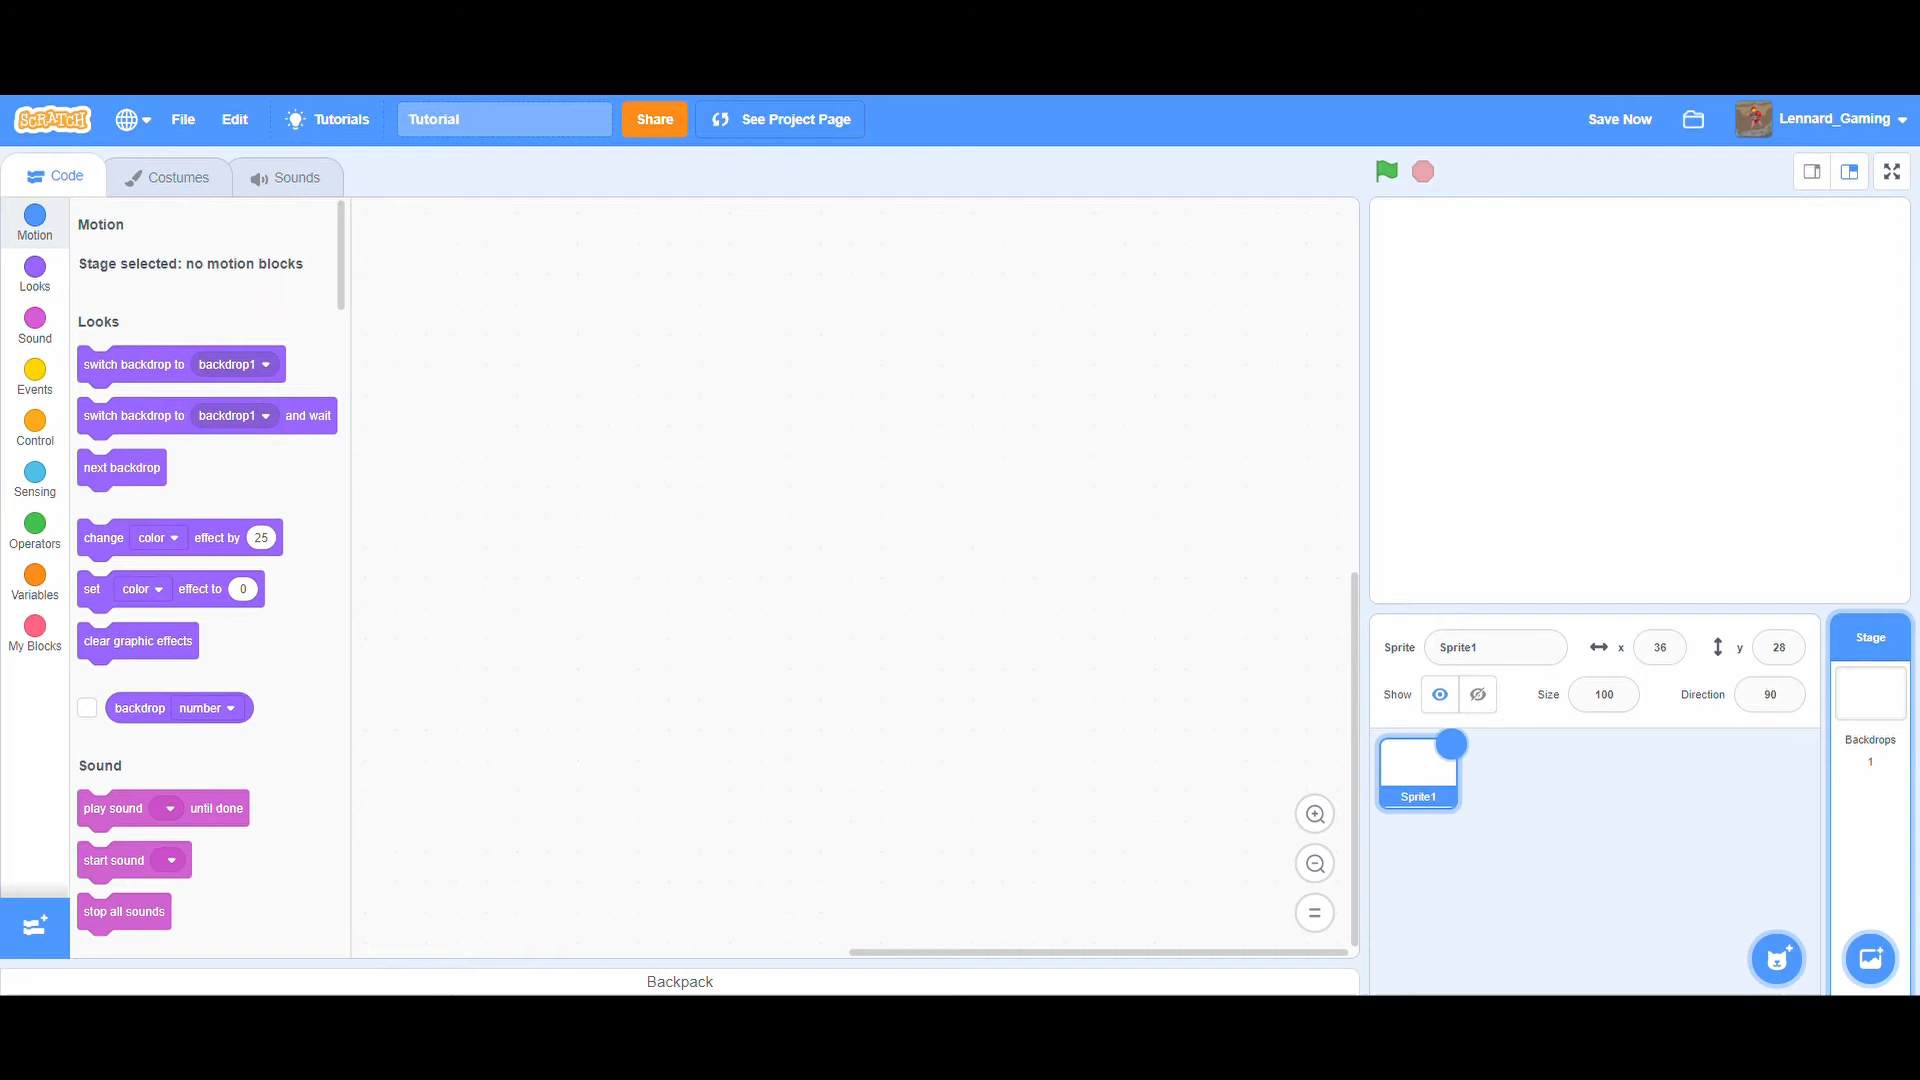 SCRATCH File Edit Tutorials Tutorial Share See Project Page Save Now Lennard_Gaming
Code Costumes Sounds
Motion
Looks
Sound
Events
Control
Sensing
Operators
Variables
My Blocks
Motion
Stage selected: no motion blocks
Looks
switch backdrop to backdrop1
switch backdrop to backdrop1 and wait
next backdrop
change color effect by 25
set color effect to 0
clear graphic effects
backdrop number
Sound
play sound until done
start sound
stop all sounds
Backpack
Sprite Sprite1 x 36 y 28
Show Size 100 Direction 90
Sprite1
Stage
Backdrops
1